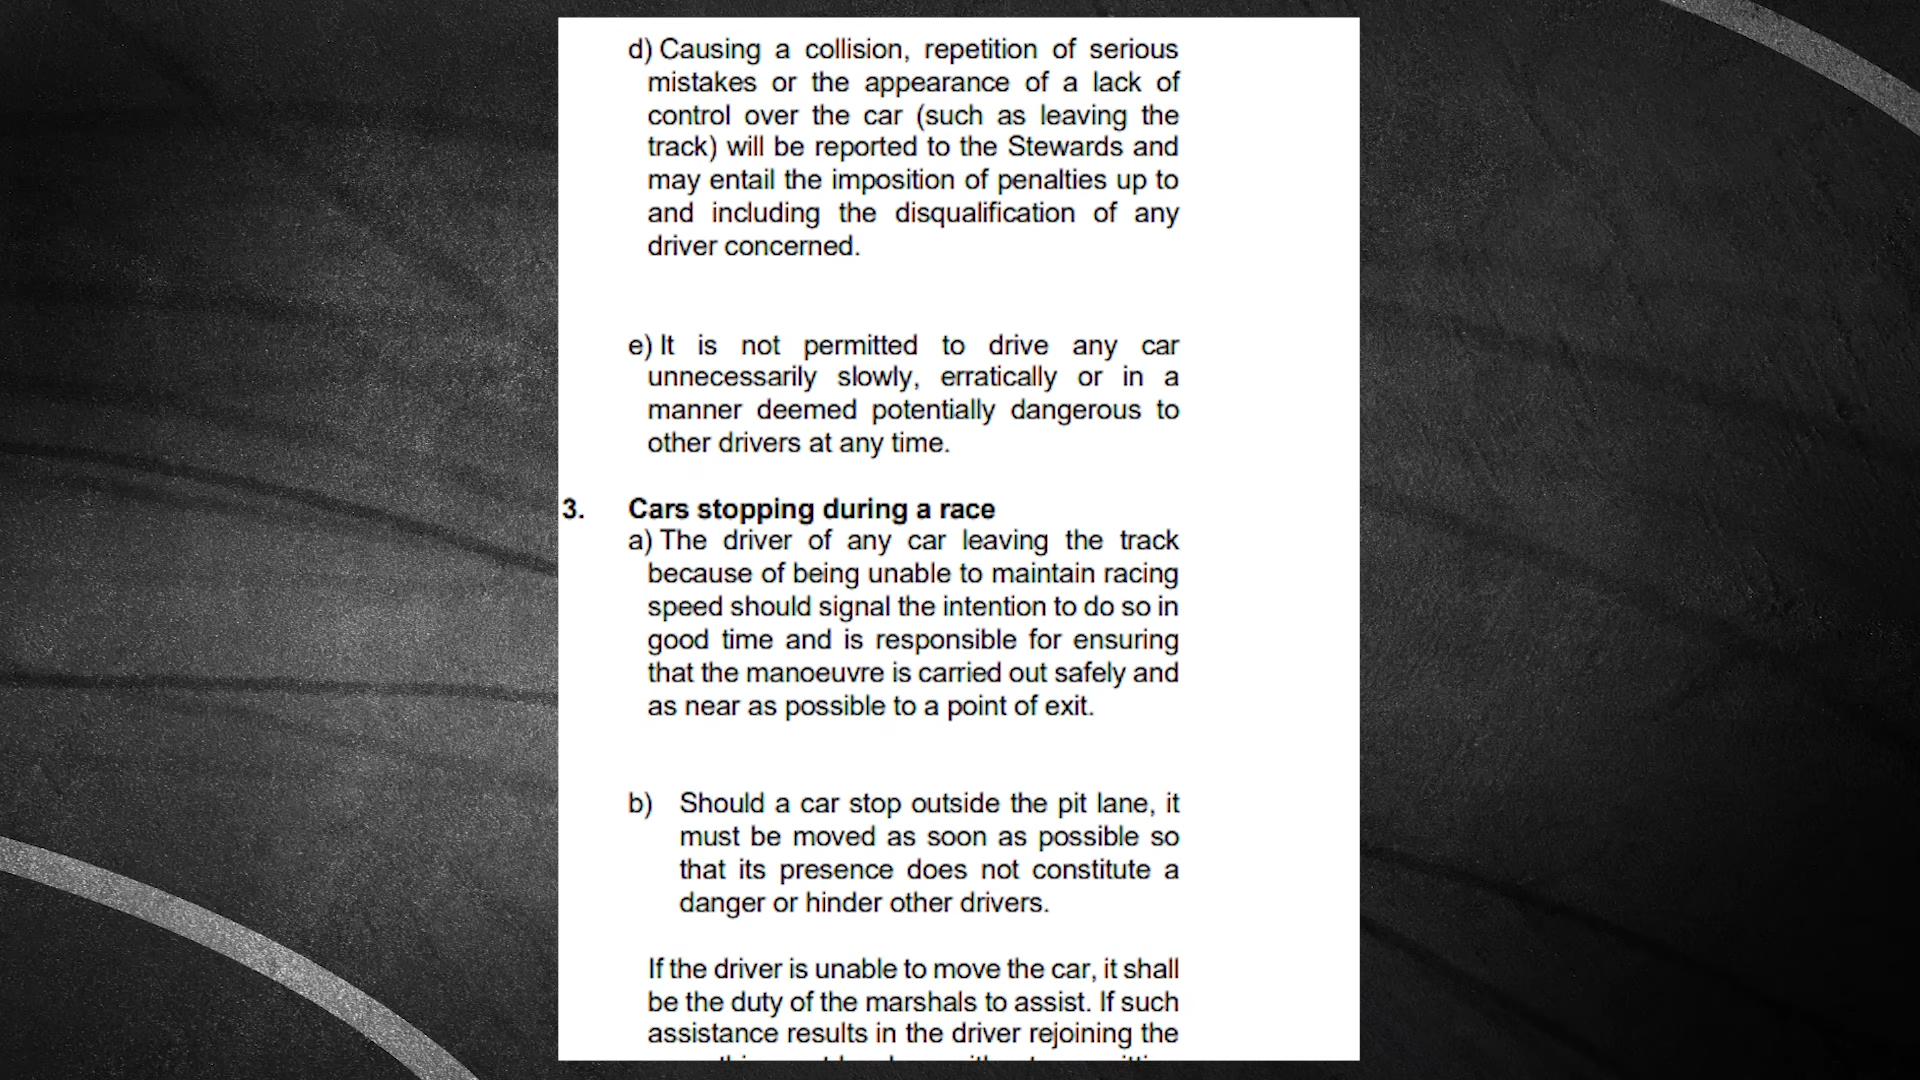 d) Causing a collision, repetition of serious
mistakes or the appearance of a lack of
control over the car (such as leaving the
track) will be reported to the Stewards and
may entail the imposition of penalties up to
and including the disqualification of any
driver concerned.
e) It is not permitted to drive any car
unnecessarily slowly, erratically or in a
manner deemed potentially dangerous to
other drivers at any time.
3. Cars stopping during a race
a) The driver of any car leaving the track
because of being unable to maintain racing
speed should signal the intention to do so in
good time and is responsible for ensuring
that the manoeuvre is carried out safely and
as near as possible to a point of exit.
b) Should a car stop outside the pit lane, it
must be moved as soon as possible so
that its presence does not constitute a
danger or hinder other drivers.
If the driver is unable to move the car, it shall
be the duty of the marshals to assist. If such
assistance results in the driver rejoining the